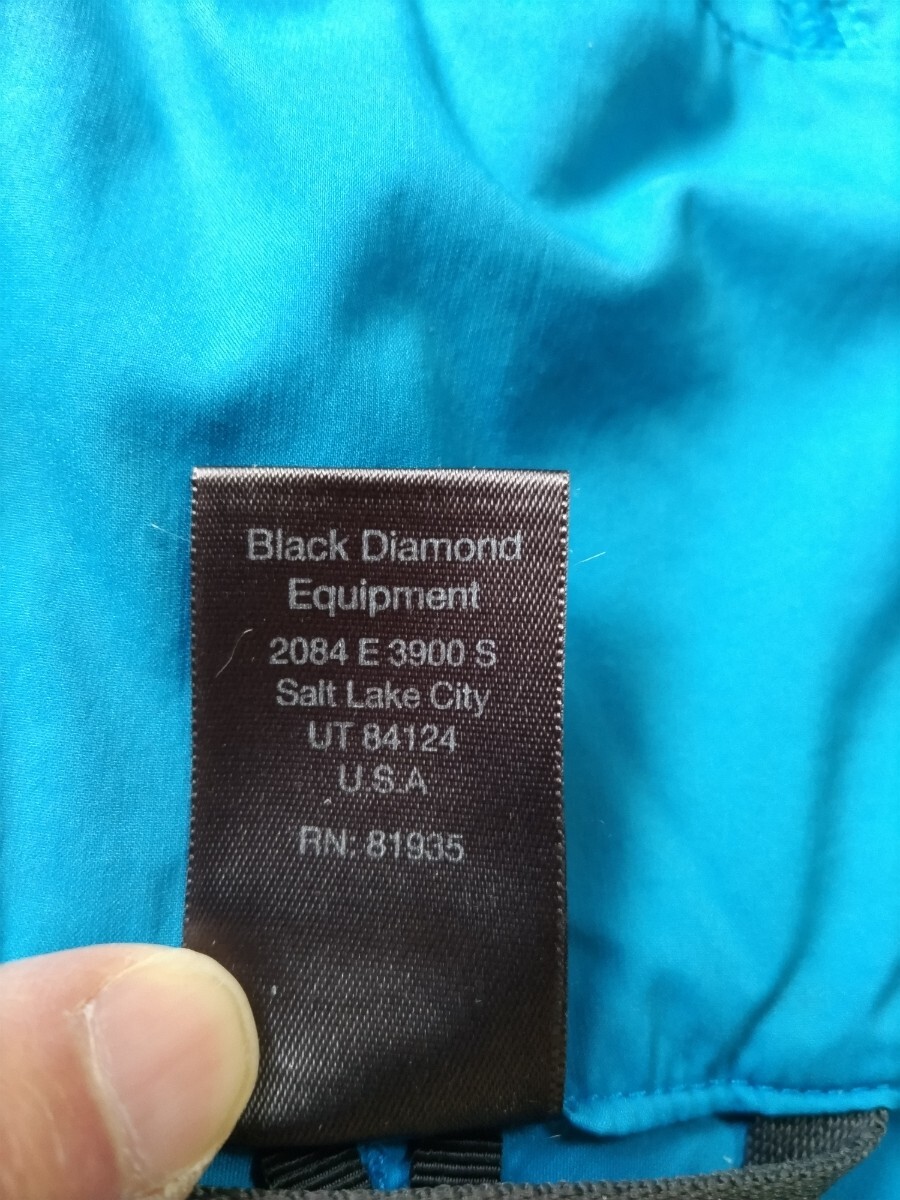 Black Diamond
Equipment
2084 E 3900 S
Salt Lake City
UT 84124
U.S.A
RN: 81935